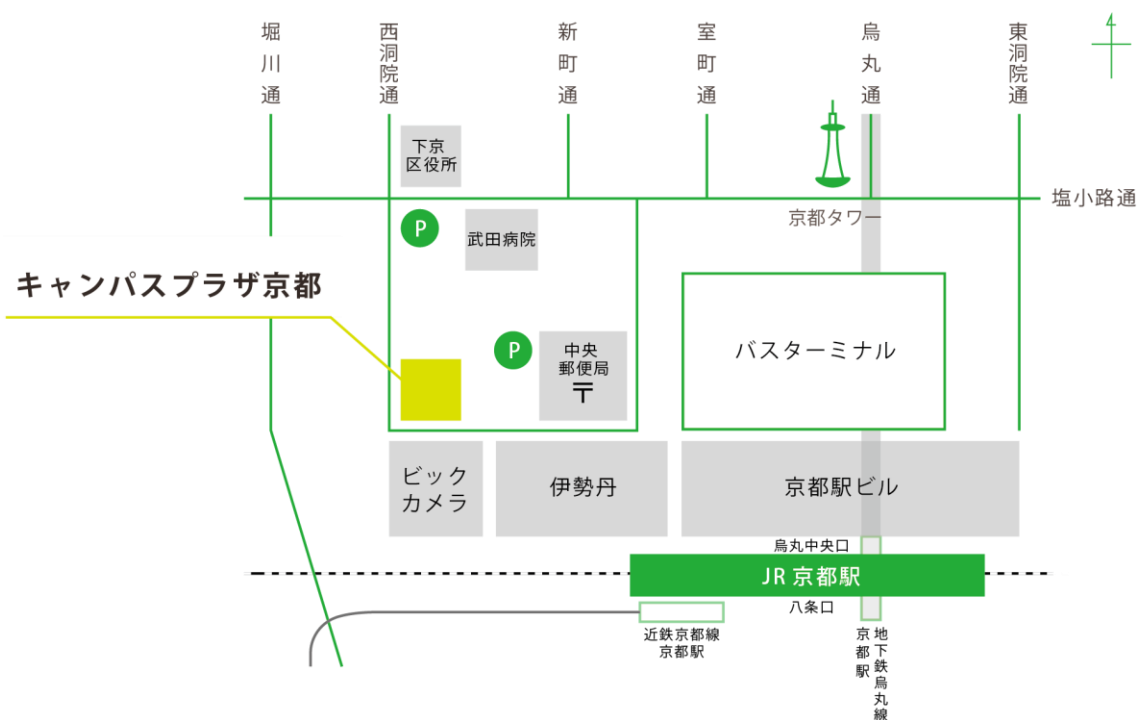 堀川通
西洞院通
新町通
室町通
烏丸通
東洞院通
下京
区役所
塩小路通
P
武田病院
京都タワー
キャンパスプラザ京都
P
中央
郵便局
〒
バスターミナル
ビック
カメラ
伊勢丹
京都駅ビル
烏丸中央口
JR 京都駅
八条口
近鉄京都線
京都駅
地下鉄烏丸線
京都駅